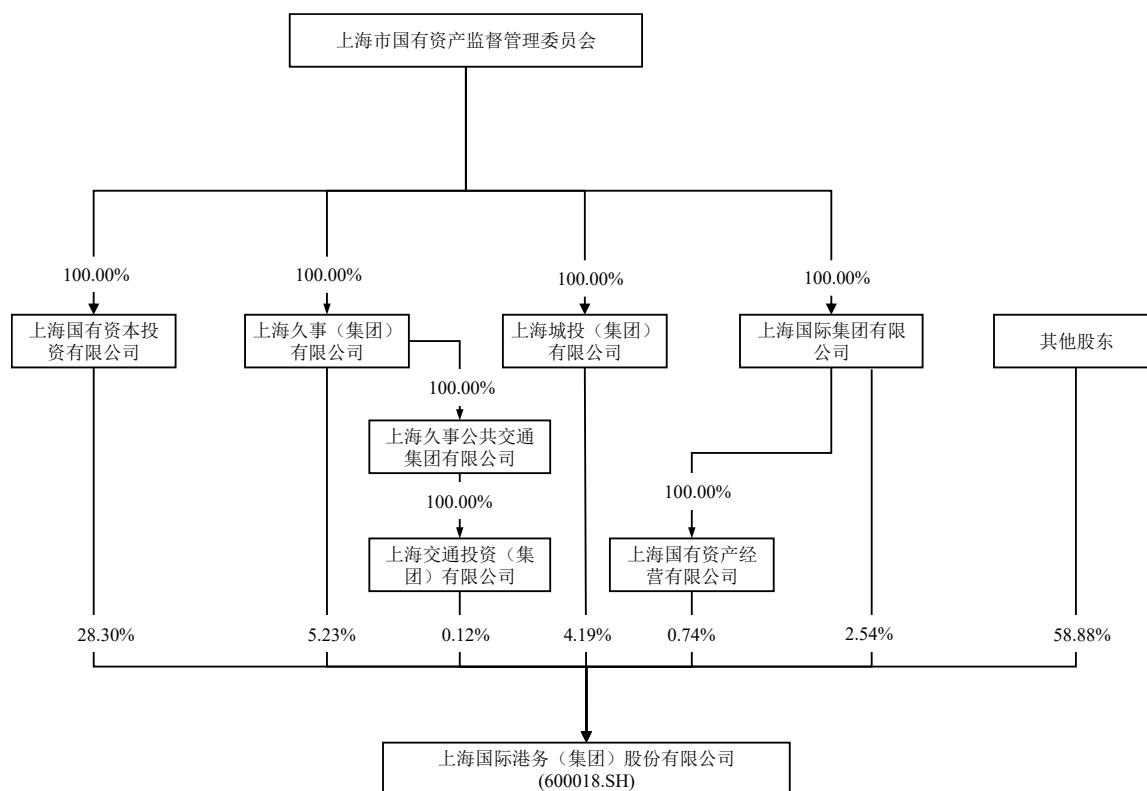 上海市国有资产监督管理委员会
100.00%
100.00%
100.00%
100.00%
上海国有资本投
资有限公司
上海久事（集团）
有限公司
上海城投（集团）
有限公司
上海国际集团有限
公司
其他股东
100.00%
上海久事公共交通
集团有限公司
100.00%
100.00%
上海交通投资（集
团）有限公司
上海国有资产经
营有限公司
28.30%
5.23%
0.12%
4.19%
0.74%
2.54%
58.88%
上海国际港务（集团）股份有限公司
(600018.SH)